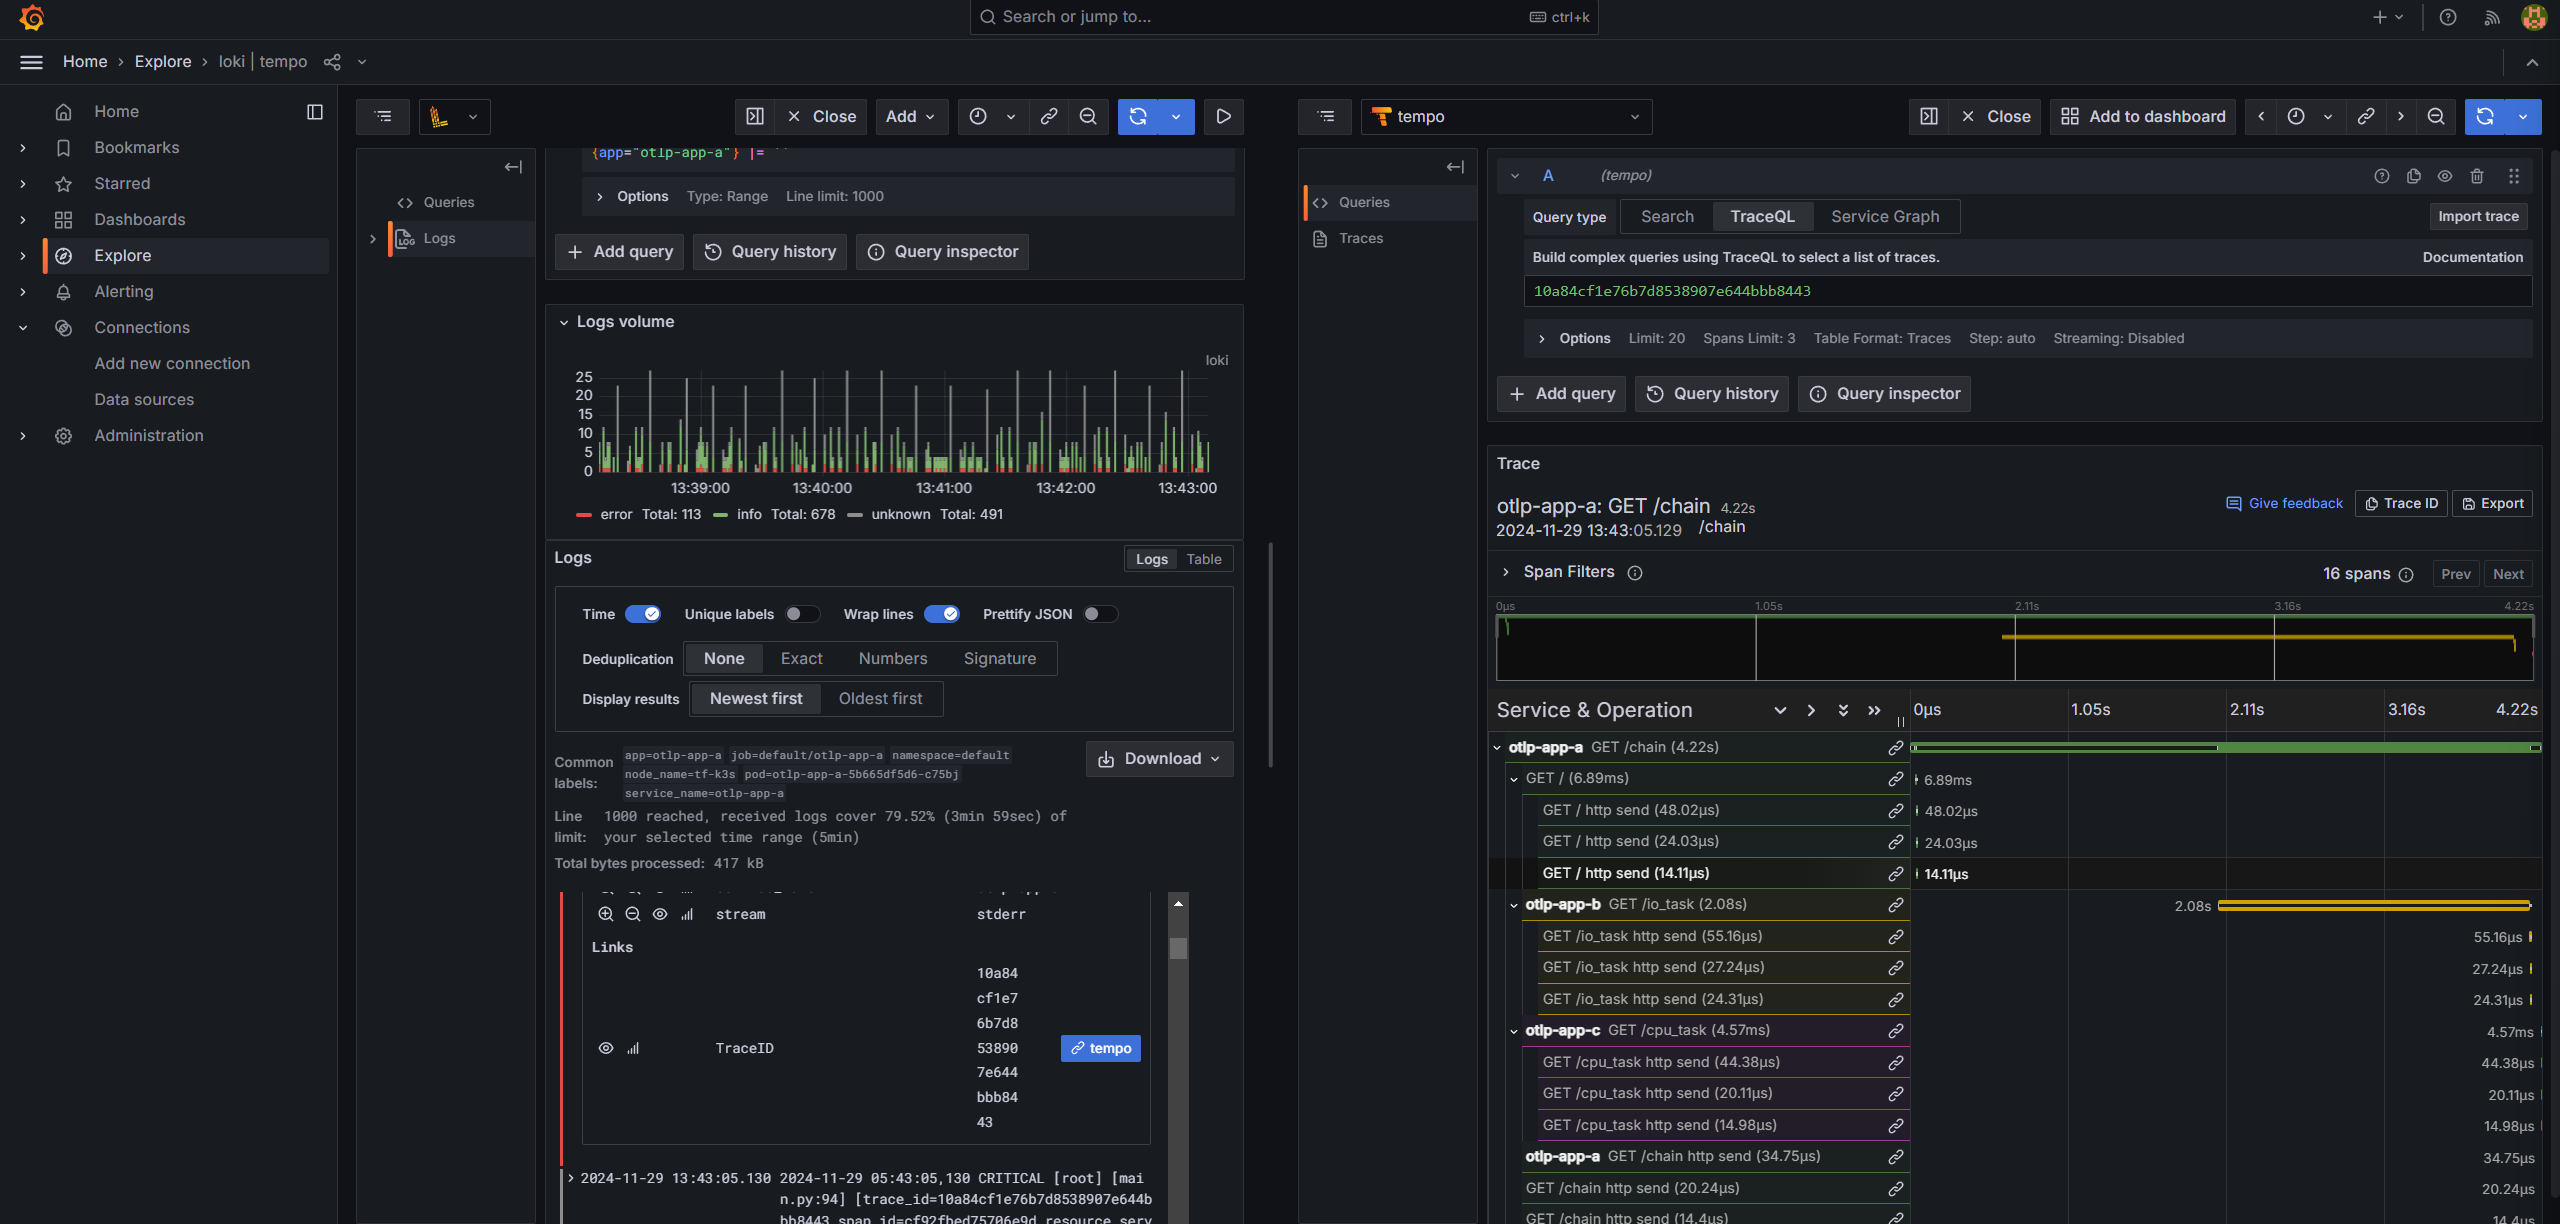 Search or jump to...
ctrl+k
Home
Explore
loki | tempo
Home
Bookmarks
Starred
Dashboards
Explore
Alerting
Connections
Add new connection
Data sources
Administration
Close
Add
Queries
Logs
{app="otlp-app-a"} |= ``
Options Type: Range Line limit: 1000
Add query
Query history
Query inspector
Logs volume
loki
25
20
15
10
5
0
13:39:00
13:40:00
13:41:00
13:42:00
13:43:00
error Total: 113 info Total: 678 unknown Total: 491
Logs
Logs Table
Time
Unique labels
Wrap lines
Prettify JSON
Deduplication None Exact Numbers Signature
Display results Newest first Oldest first
Common labels:
app=otlp-app-a job=default/otlp-app-a namespace=default
node_name=tf-k3s pod=otlp-app-a-5b665df5d6-c75bj
service_name=otlp-app-a
Download
Line limit:
1000 reached, received logs cover 79.52% (3min 59sec) of
your selected time range (5min)
Total bytes processed: 417 kB
stream stderr
Links
TraceID
10a84
cf1e7
6b7d8
53890
7e644
bbb84
43
tempo
2024-11-29 13:43:05.130 2024-11-29 05:43:05,130 CRITICAL [root] [mai
n.py:94] [trace_id=10a84cf1e76b7d8538907e644b
bb8443 span_id=cf92fbed75706e9d resource.serv
tempo
Close
Add to dashboard
Queries
Traces
A (tempo)
Query type Search TraceQL Service Graph
Import trace
Build complex queries using TraceQL to select a list of traces.
Documentation
10a84cf1e76b7d8538907e644bbb8443
Options Limit: 20 Spans Limit: 3 Table Format: Traces Step: auto Streaming: Disabled
Add query
Query history
Query inspector
Trace
otlp-app-a: GET /chain 4.22s
2024-11-29 13:43:05.129 /chain
Give feedback
Trace ID
Export
Span Filters
16 spans
Prev
Next
0μs 1.05s 2.11s 3.16s 4.22s
Service & Operation
0μs 1.05s 2.11s 3.16s 4.22s
otlp-app-a GET /chain (4.22s)
GET / (6.89ms) 6.89ms
GET / http send (48.02μs) 48.02μs
GET / http send (24.03μs) 24.03μs
GET / http send (14.11μs) 14.11μs
otlp-app-b GET /io_task (2.08s) 2.08s
GET /io_task http send (55.16μs) 55.16μs
GET /io_task http send (27.24μs) 27.24μs
GET /io_task http send (24.31μs) 24.31μs
otlp-app-c GET /cpu_task (4.57ms) 4.57ms
GET /cpu_task http send (44.38μs) 44.38μs
GET /cpu_task http send (20.11μs) 20.11μs
GET /cpu_task http send (14.98μs) 14.98μs
otlp-app-a GET /chain http send (34.75μs) 34.75μs
GET /chain http send (20.24μs) 20.24μs
GET /chain http send (14.4μs) 14.4μs